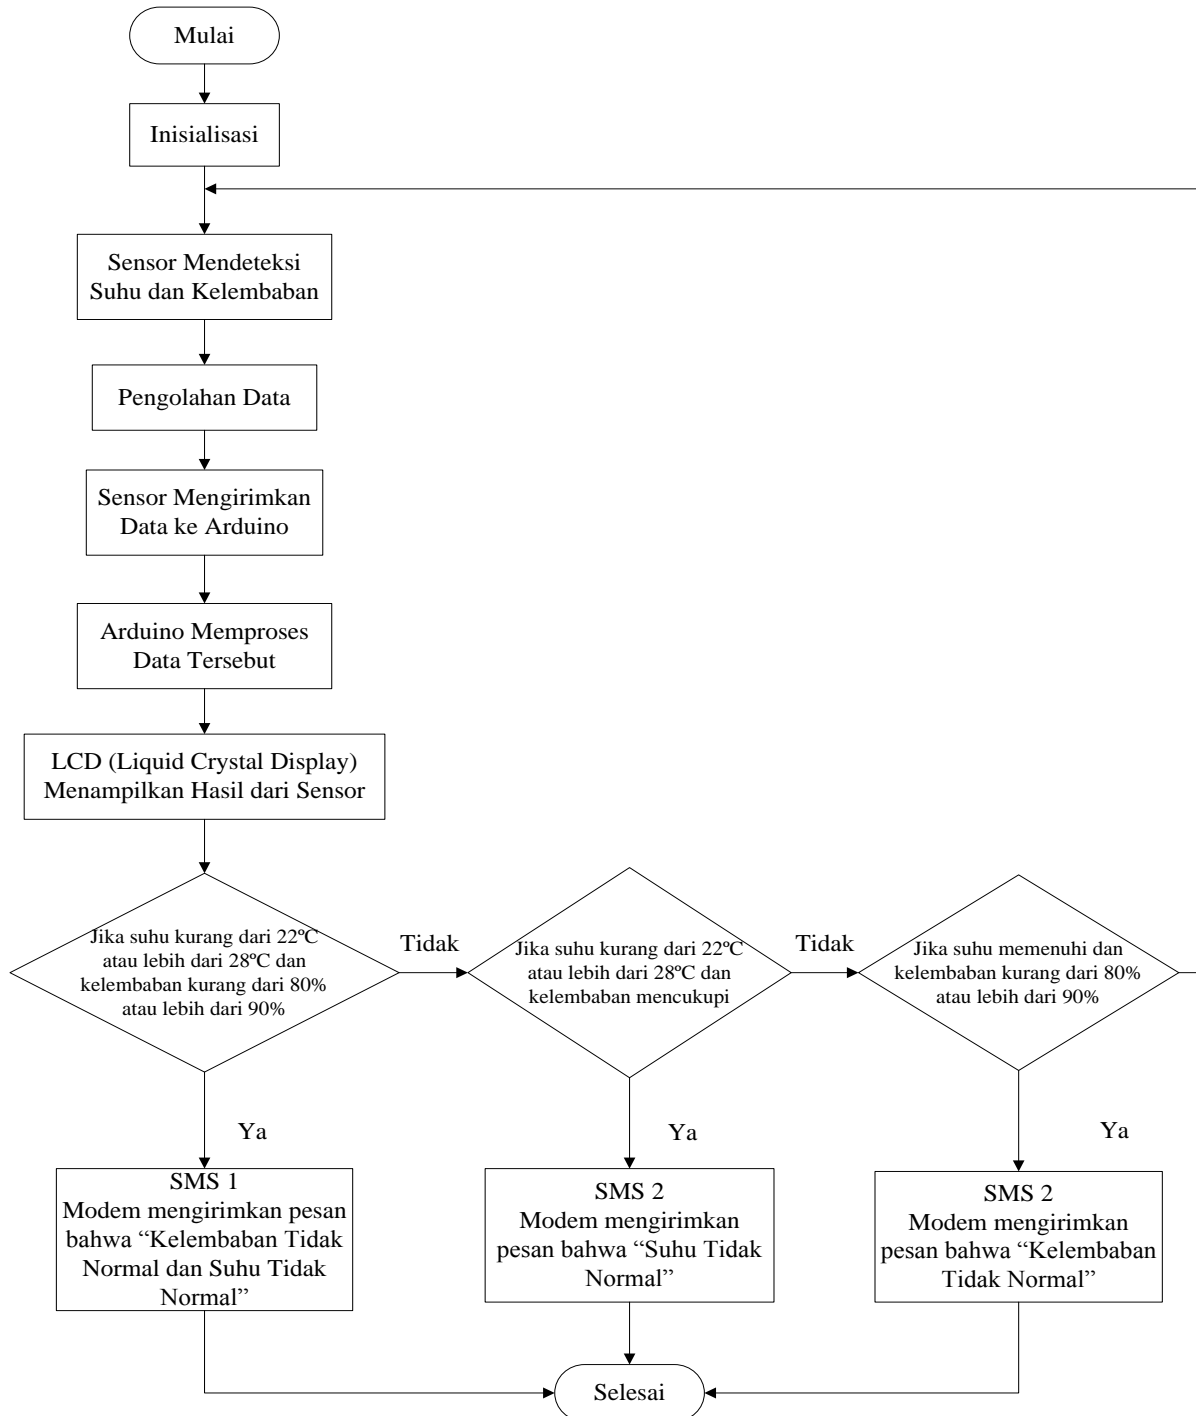 Mulai
Inisialisasi
Sensor Mendeteksi
Suhu dan Kelembaban
Pengolahan Data
Sensor Mengirimkan
Data ke Arduino
Arduino Memproses
Data Tersebut
LCD (Liquid Crystal Display)
Menampilkan Hasil dari Sensor
Jika suhu kurang dari 22ºC
atau lebih dari 28ºC dan
kelembaban kurang dari 80%
atau lebih dari 90%
Tidak
Jika suhu kurang dari 22ºC
atau lebih dari 28ºC dan
kelembaban mencukupi
Tidak
Jika suhu memenuhi dan
kelembaban kurang dari 80%
atau lebih dari 90%
Ya
Ya
Ya
SMS 1
Modem mengirimkan pesan
bahwa “Kelembaban Tidak
Normal dan Suhu Tidak
Normal”
SMS 2
Modem mengirimkan
pesan bahwa “Suhu Tidak
Normal”
SMS 2
Modem mengirimkan
pesan bahwa “Kelembaban
Tidak Normal”
Selesai